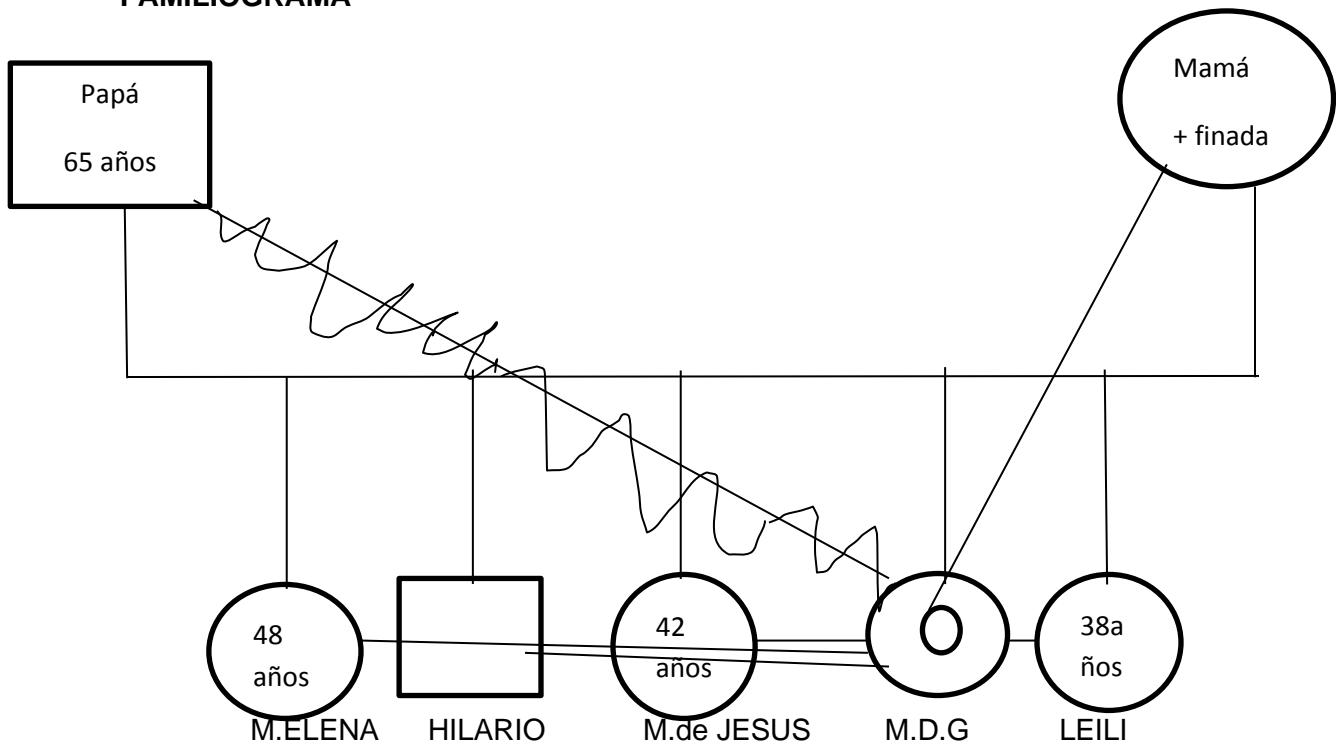 FAMILIOGRAMA
Papá
65 años
Mamá
+ finada
48
años
42
años
38a
ños
M.ELENA HILARIO M.de JESUS M.D.G LEILI